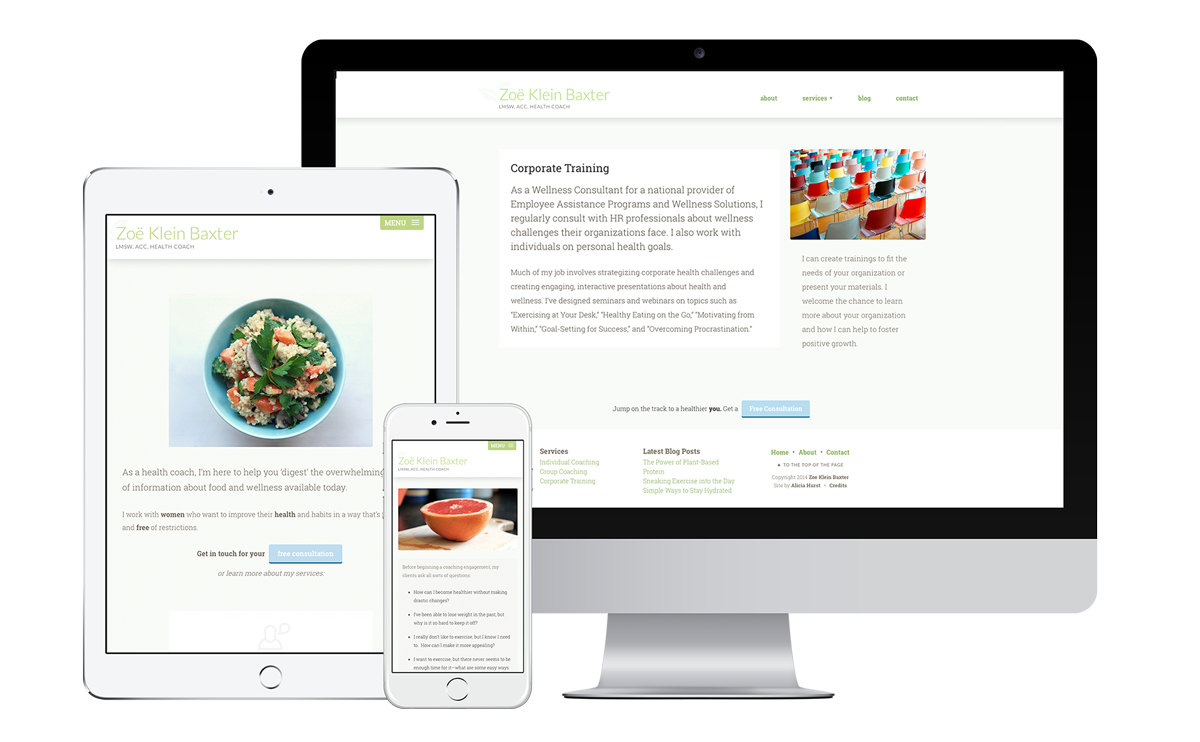 Zoë Klein Baxter
LMSW, ACC, HEALTH COACH
about
services
blog
contact
Corporate Training
As a Wellness Consultant for a national provider of
Employee Assistance Programs and Wellness Solutions, I
regularly consult with HR professionals about wellness
challenges their organizations face. I also work with
individuals on personal health goals.
Much of my job involves strategizing corporate health challenges and
creating engaging, interactive presentations about health and
wellness. I've designed seminars and webinars on topics such as
"Exercising at Your Desk," "Healthy Eating on the Go," "Motivating from
Within," "Goal-Setting for Success," and "Overcoming Procrastination."
I can create trainings to fit the
needs of your organization or
present your materials. I
welcome the chance to learn
more about your organization
and how I can help to foster
positive growth.
Jump on the track to a healthier you. Get a Free Consultation
Services
Individual Coaching
Group Coaching
Corporate Training
Latest Blog Posts
The Power of Plant-Based
Protein
Sneaking Exercise into the Day
Simple Ways to Stay Hydrated
Home • About • Contact
▲ TO THE TOP OF THE PAGE
Copyright 2014 Zoe Klein Baxter
Site by Alicia Hurst • Credits
MENU
Zoë Klein Baxter
LMSW, ACC, HEALTH COACH
As a health coach, I'm here to help you 'digest' the overwhelming
of information about food and wellness available today.
I work with women who want to improve their health and habits in a way that's
and free of restrictions.
Get in touch for your free consultation
or learn more about my services.
MENU
Zoë Klein Baxter
LMSW, ACC, HEALTH COACH
Before beginning a coaching engagement, my
clients ask all sorts of questions:
• How can I become healthier without making
drastic changes?
• I've been able to lose weight in the past, but
why is it so hard to keep it off?
• I really don't like to exercise, but I know I need
to. How can I make it more appealing?
• I want to exercise, but there never seems to be
enough time for it—what are some easy ways